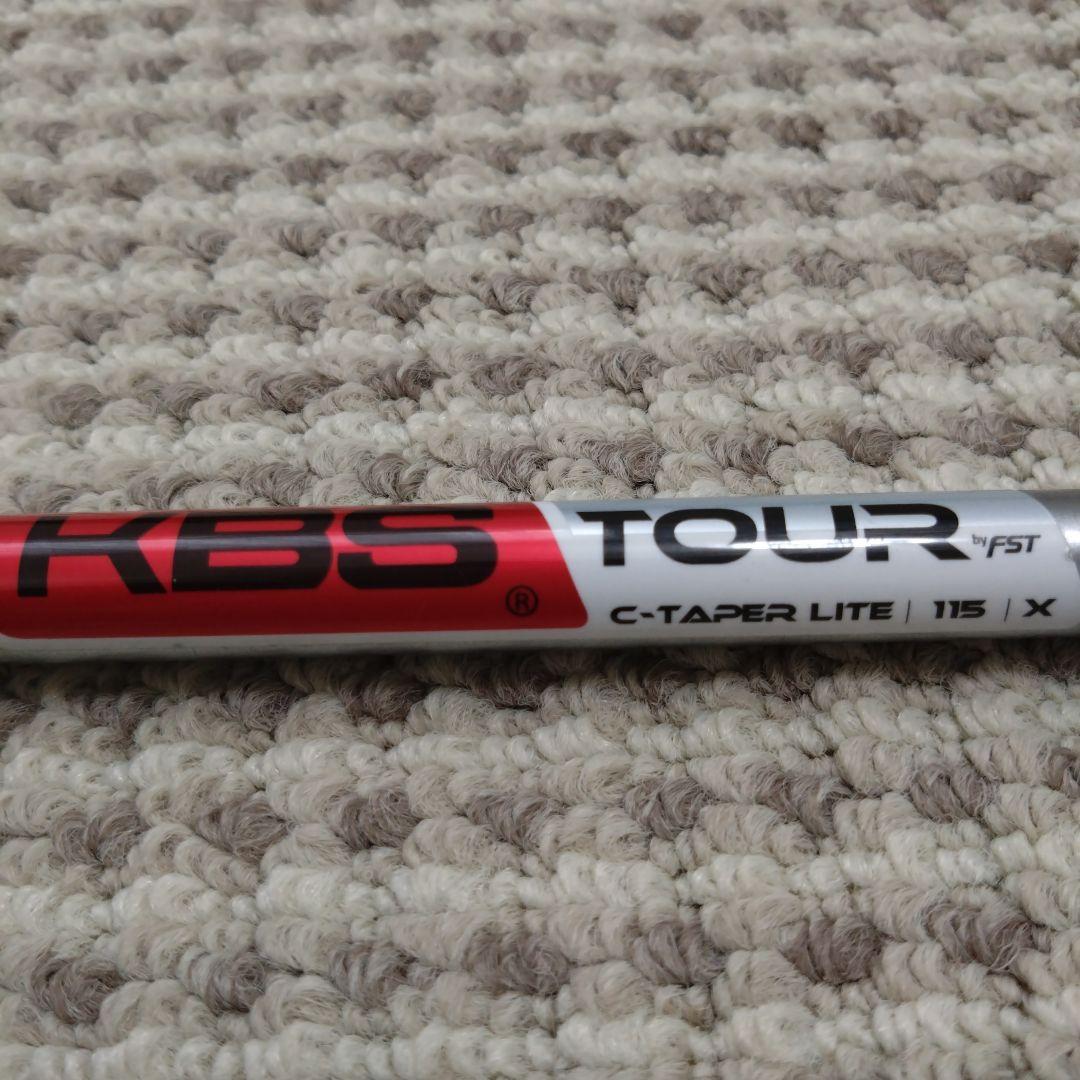 KBS® TOUR by FST
C-TAPER LITE | 115 | X